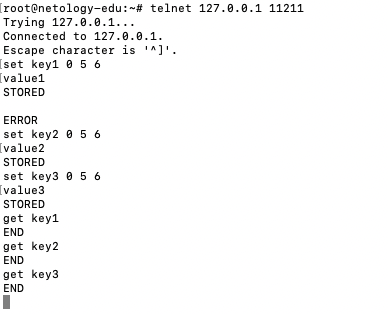 [root@netology-edu:~# telnet 127.0.0.1 11211
Trying 127.0.0.1...
Connected to 127.0.0.1.
Escape character is '^]'.
set key1 0 5 6
[value1
STORED

ERROR
set key2 0 5 6
[value2
STORED
set key3 0 5 6
[value3
STORED
get key1
END
get key2
END
get key3
END